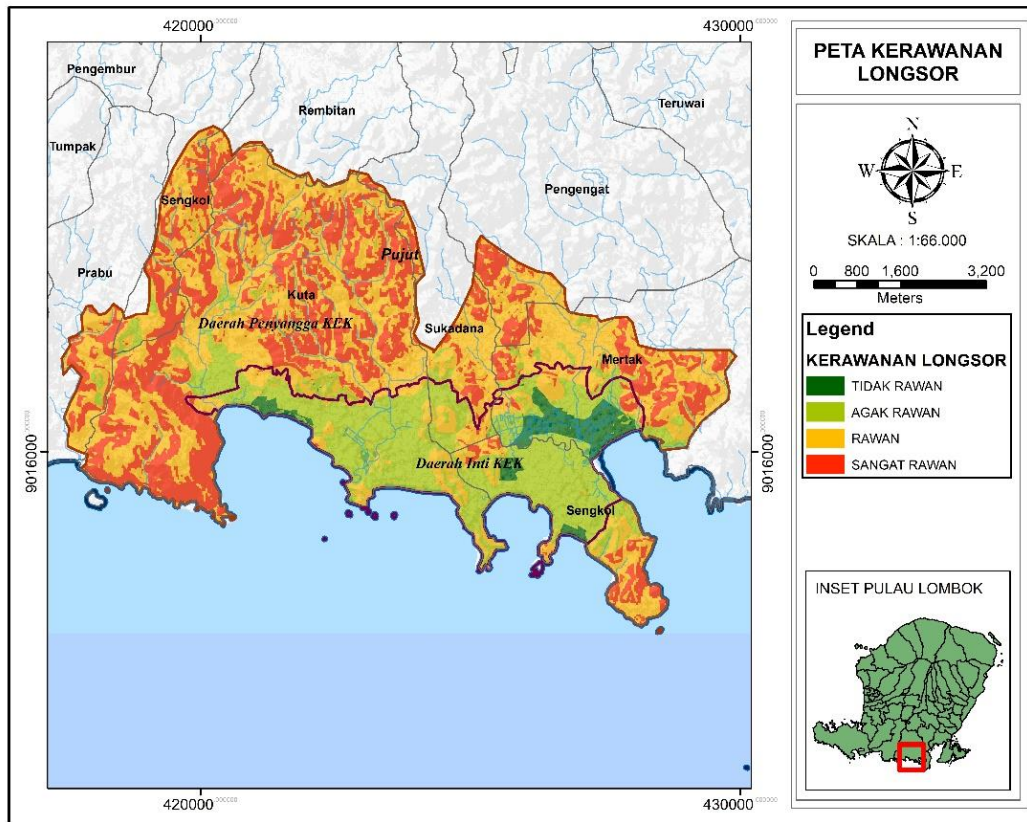 420000
430000
Pengembur
Rembitan
Teruwai
Tumpak
Pengengat
Sengkol
Pujut
Prabu
Kuta
Daerah Penyangga KEK
Sukadana
Mertak
9016000
9016000
Daerah Inti KEK
Sengkol
420000
430000
PETA KERAWANAN
LONGSOR
N
W E
S
SKALA : 1:66.000
0 800 1,600 3,200
Meters
Legend
KERAWANAN LONGSOR
TIDAK RAWAN
AGAK RAWAN
RAWAN
SANGAT RAWAN
INSET PULAU LOMBOK